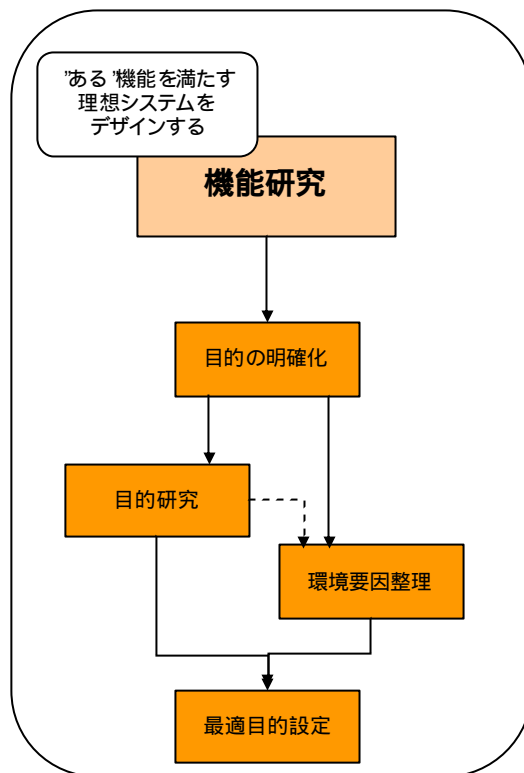 ’ある ’機能を満たす
理想システムを
デザインする
機能研究
目的の明確化
目的研究
環境要因整理
最適目的設定